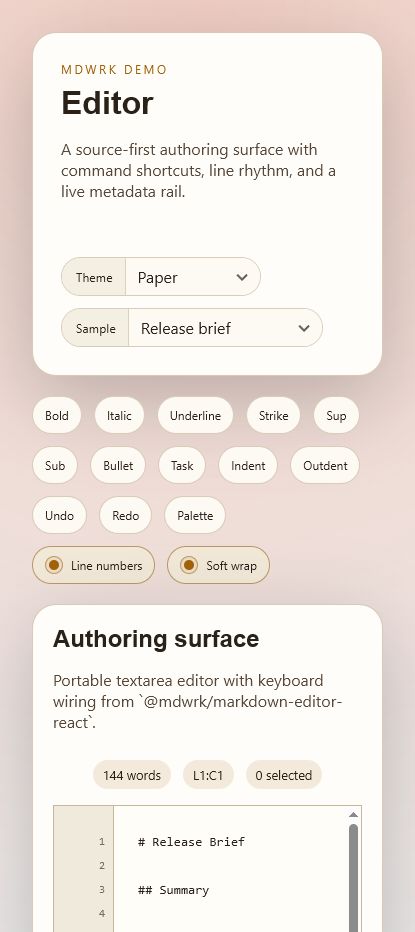 MDWRK DEMO
Editor
A source-first authoring surface with
command shortcuts, line rhythm, and a
live metadata rail.
Theme Paper
Sample Release brief
Bold Italic Underline Strike Sup
Sub Bullet Task Indent Outdent
Undo Redo Palette
Line numbers Soft wrap
Authoring surface
Portable textarea editor with keyboard
wiring from `@mdwrk/markdown-editor-
react`.
144 words L1:C1 0 selected
1 # Release Brief
2
3 ## Summary
4